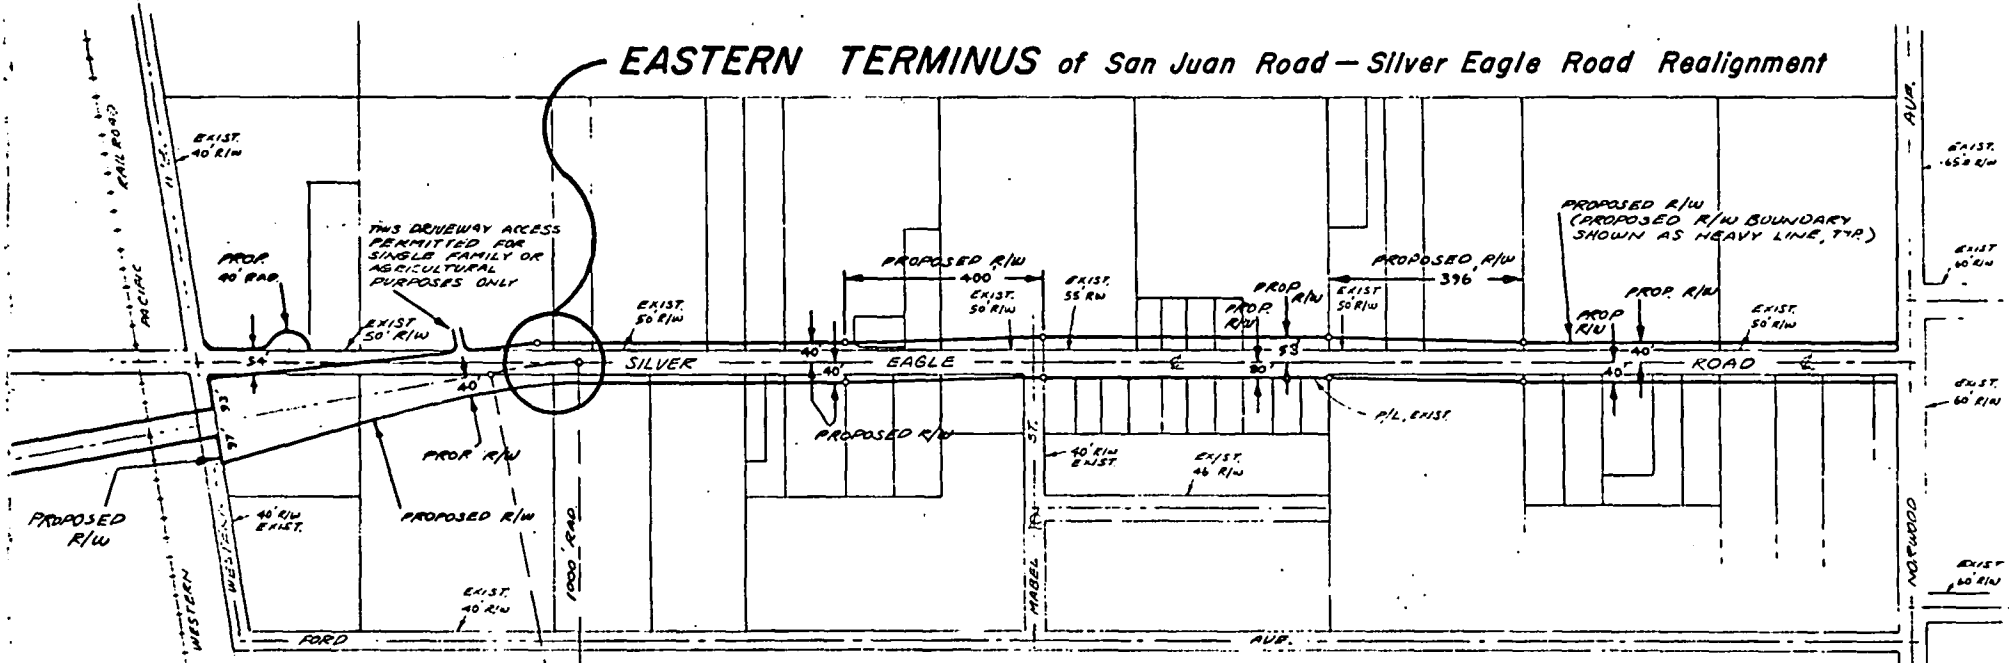 EASTERN TERMINUS of San Juan Road — Silver Eagle Road Realignment
RAILROAD
PACIFIC
WESTERN
EXIST.
40' R/W
PROP.
40' RAD.
THIS DRIVEWAY ACCESS
PERMITTED FOR
SINGLE FAMILY OR
AGRICULTURAL
PURPOSES ONLY
EXIST
50' R/W
54'
40'
EXIST.
50' R/W
SILVER
EAGLE
ROAD
PROPOSED R/W
400'
EXIST.
50' R/W
EXIST.
55' R/W
40'
40'
PROPOSED R/W
PROP.
R/W
PROP.
R/W
53'
EXIST
50' R/W
PROPOSED R/W
396'
PROPOSED R/W
(PROPOSED R/W BOUNDARY
SHOWN AS HEAVY LINE, TYP.)
PROP
R/W
PROP. R/W
40'
40'
EXIST.
50' R/W
AVE.
EXIST.
EXIST
60' R/W
EXIST.
60' R/W
EXIST
60' R/W
NORWOOD
P/L, EXIST.
93'
97'
PROPOSED
R/W
WESTERN
40' R/W
EXIST.
PROP R/W
PROPOSED R/W
1000' RAD.
EXIST.
40' R/W
MABEL ST.
40' R/W
EXIST.
EXIST.
46 R/W
FORD AVE.